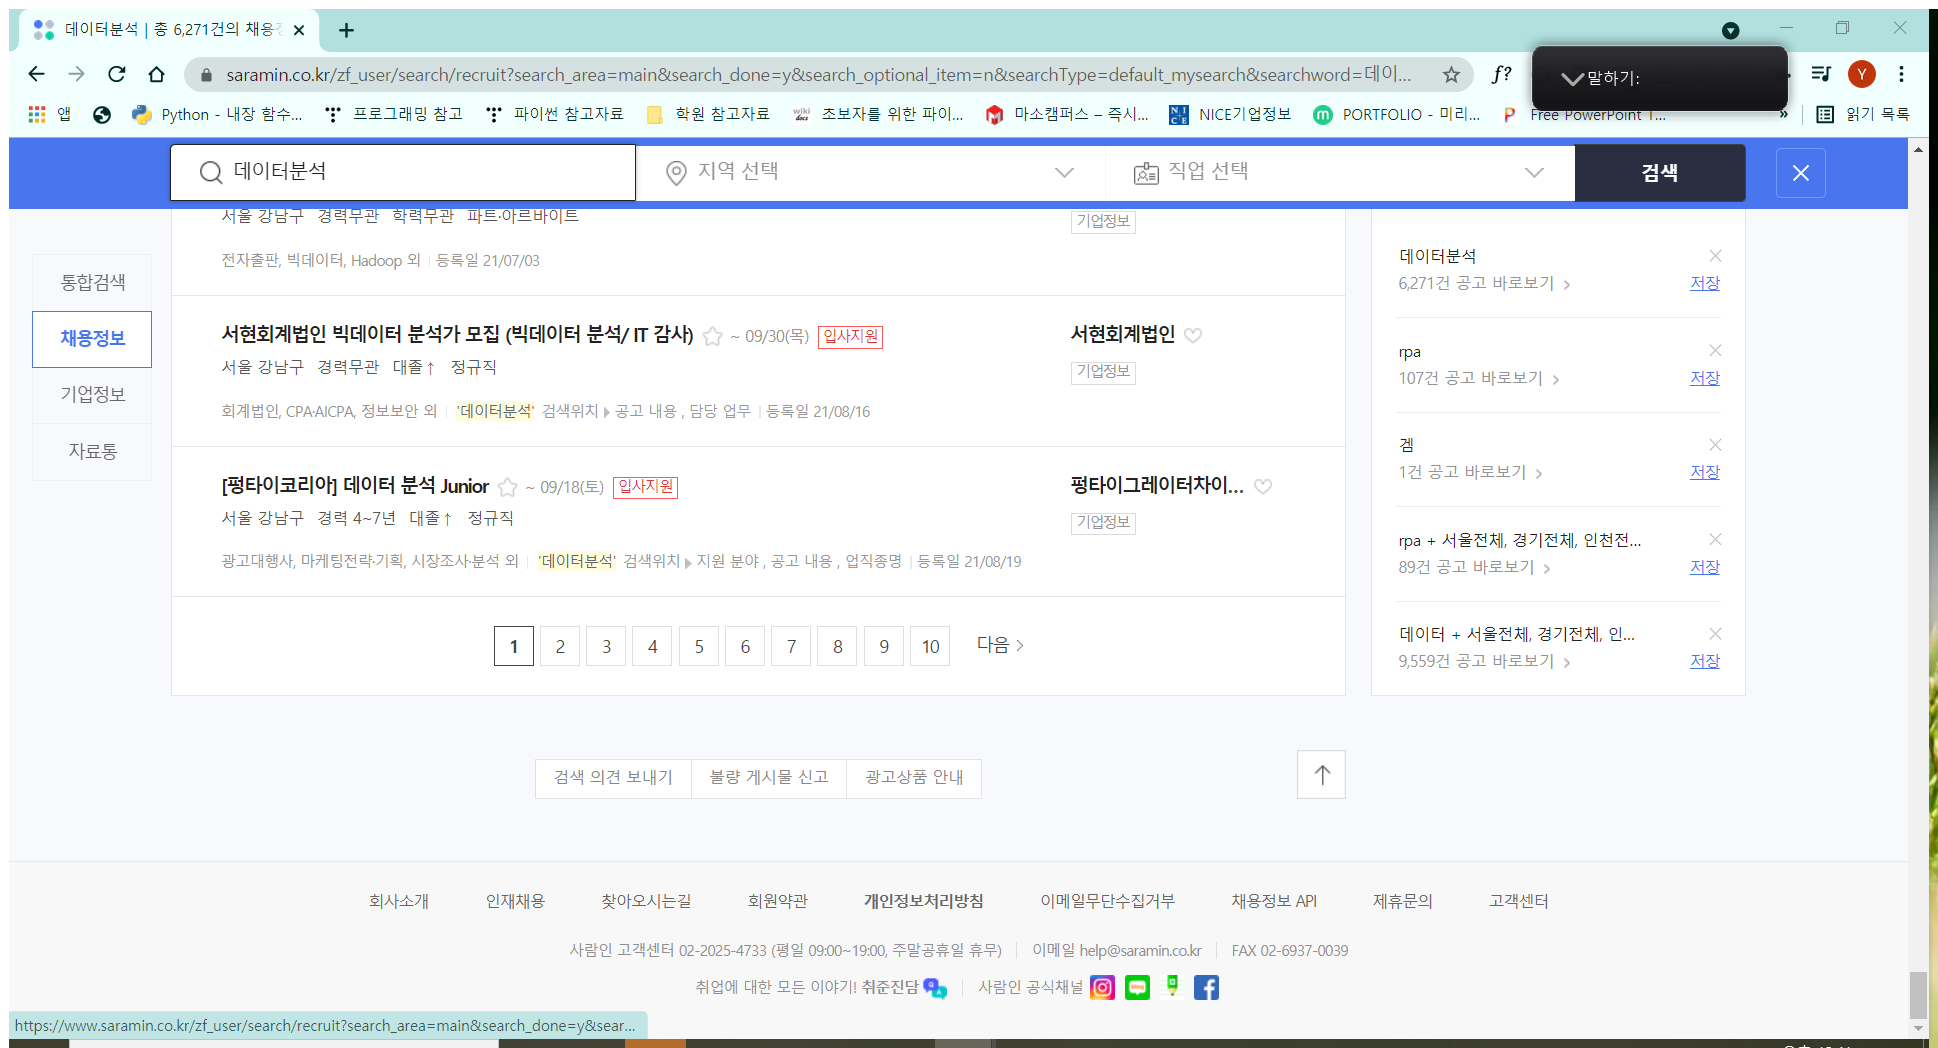 데이터분석 | 총 6,271건의 채용
saramin.co.kr/zf_user/search/recruit?search_area=main&search_done=y&search_optional_item=n&searchType=default_mysearch&searchword=데이...
f?
말하기:
Y
앱
Python - 내장 함수...
프로그래밍 참고
파이썬 참고자료
학원 참고자료
wiki docs 초보자를 위한 파이...
마소캠퍼스 – 즉시...
NICE NICE기업정보
m PORTFOLIO - 미리...
P Free PowerPoint T...
»
읽기 목록
데이터분석
지역 선택
직업 선택
검색
통합검색
채용정보
기업정보
자료통
서울 강남구 경력무관 학력무관 파트·아르바이트
기업정보
전자출판, 빅데이터, Hadoop 외 | 등록일 21/07/03
서현회계법인 빅데이터 분석가 모집 (빅데이터 분석/ IT 감사) ~ 09/30(목) 입사지원
서현회계법인
서울 강남구 경력무관 대졸↑ 정규직
기업정보
회계법인, CPA·AICPA, 정보보안 외 | '데이터분석' 검색위치 ▶ 공고 내용 , 담당 업무 | 등록일 21/08/16
[펑타이코리아] 데이터 분석 Junior ~ 09/18(토) 입사지원
펑타이그레이터차이...
서울 강남구 경력 4~7년 대졸↑ 정규직
기업정보
광고대행사, 마케팅전략·기획, 시장조사·분석 외 | '데이터분석' 검색위치 ▶ 지원 분야 , 공고 내용 , 업직종명 | 등록일 21/08/19
1 2 3 4 5 6 7 8 9 10 다음 >
데이터분석
6,271건 공고 바로보기 > 저장
rpa
107건 공고 바로보기 > 저장
겜
1건 공고 바로보기 > 저장
rpa + 서울전체, 경기전체, 인천전...
89건 공고 바로보기 > 저장
데이터 + 서울전체, 경기전체, 인...
9,559건 공고 바로보기 > 저장
검색 의견 보내기
불량 게시물 신고
광고상품 안내
회사소개 인재채용 찾아오시는길 회원약관 개인정보처리방침 이메일무단수집거부 채용정보 API 제휴문의 고객센터
사람인 고객센터 02-2025-4733 (평일 09:00~19:00, 주말공휴일 휴무) | 이메일 help@saramin.co.kr | FAX 02-6937-0039
취업에 대한 모든 이야기! 취준진담 | 사람인 공식채널
https://www.saramin.co.kr/zf_user/search/recruit?search_area=main&search_done=y&sear...